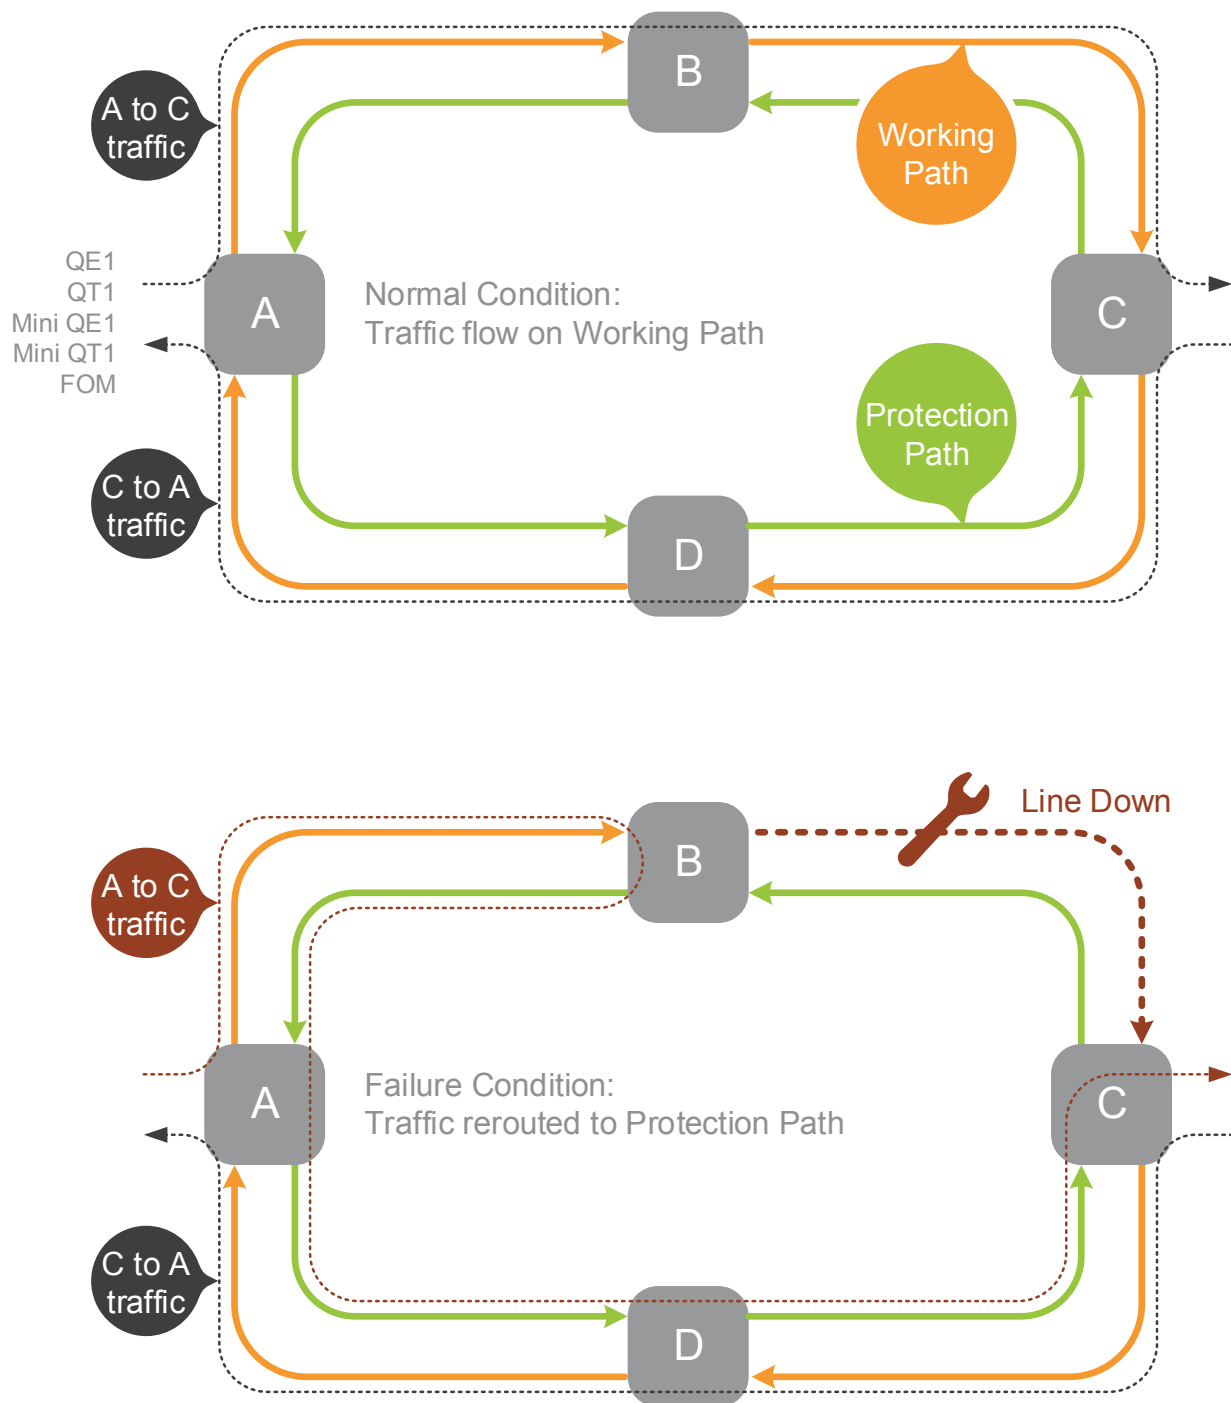 B
A to C
traffic
Working
Path
QE1
QT1
Mini QE1
Mini QT1
FOM
A
Normal Condition:
Traffic flow on Working Path
C
Protection
Path
C to A
traffic
D
Line Down
B
A to C
traffic
A
Failure Condition:
Traffic rerouted to Protection Path
C
C to A
traffic
D